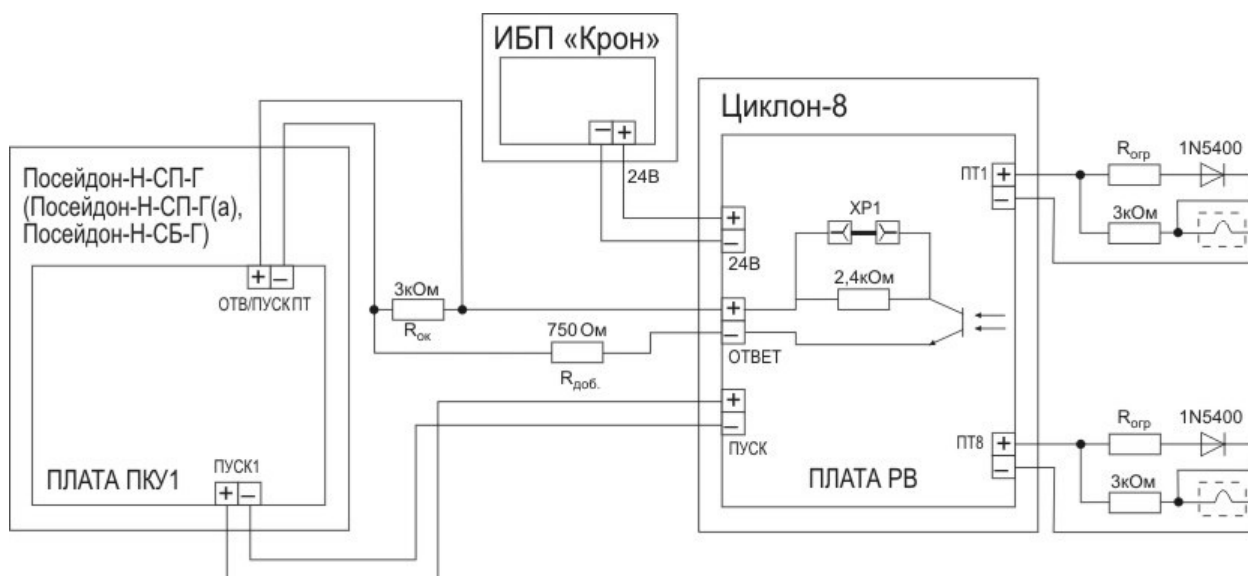 ИБП «Крон»
– +
24В
Циклон-8
Посейдон-Н-СП-Г
(Посейдон-Н-СП-Г(а),
Посейдон-Н-СБ-Г)
+ –
ОТВ/ПУСК ПТ
3кОм
Rок
750 Ом
Rдоб.
+
–
24В
+
–
ОТВЕТ
+
–
ПУСК
ХР1
2,4кОм
ПТ1
+
–
Rогр
1N5400
3кОм
ПТ8
+
–
Rогр
1N5400
3кОм
ПЛАТА РВ
ПЛАТА ПКУ1
ПУСК1
+ –